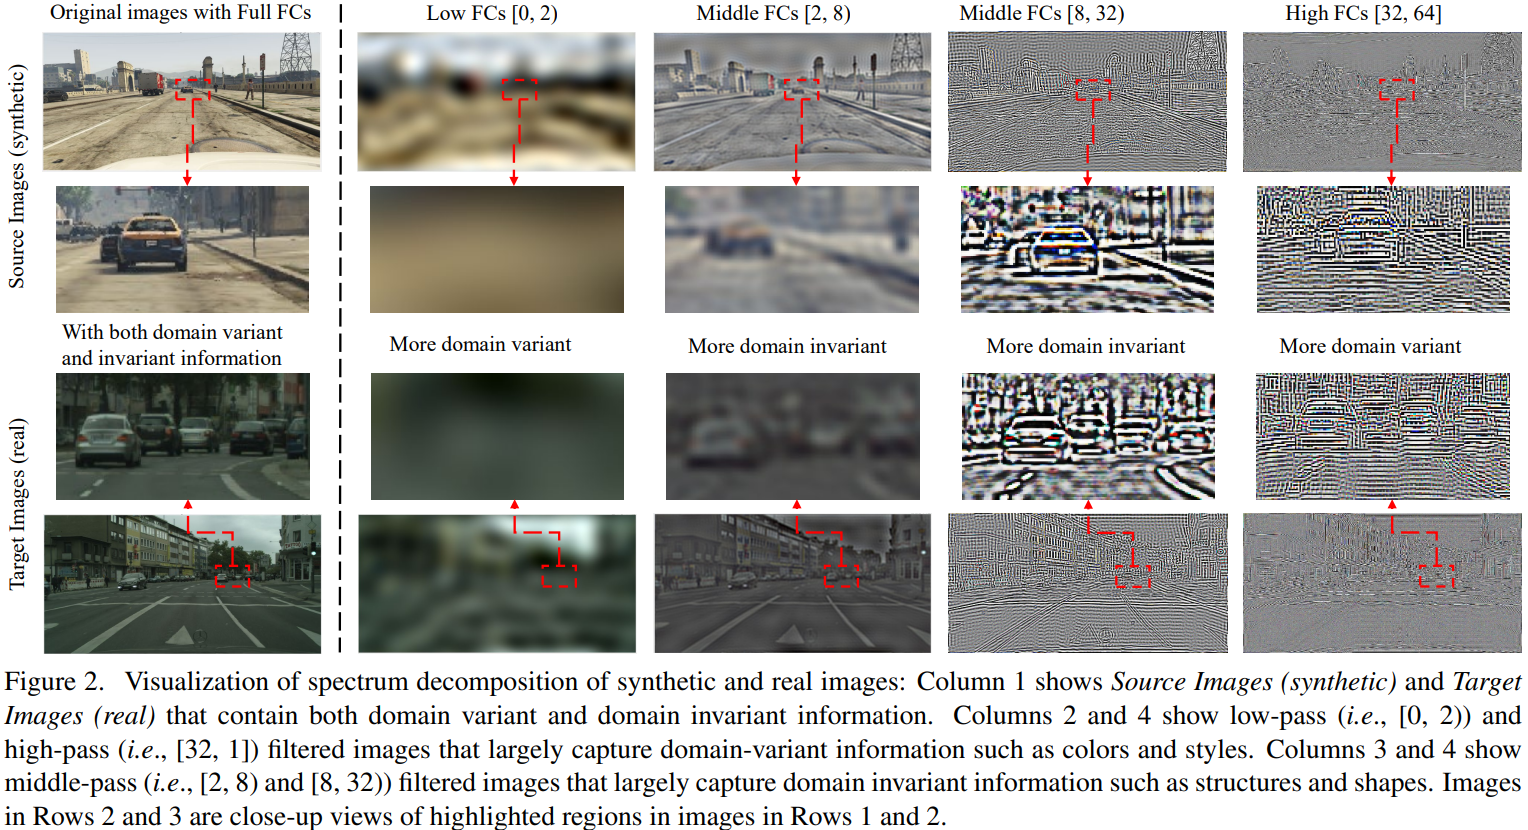 Original images with Full FCs
Low FCs [0, 2)
Middle FCs [2, 8)
Middle FCs [8, 32)
High FCs [32, 64]
Source Images (synthetic)
With both domain variant
and invariant information
More domain variant
More domain invariant
More domain invariant
More domain variant
Target Images (real)
Figure 2. Visualization of spectrum decomposition of synthetic and real images: Column 1 shows Source Images (synthetic) and Target
Images (real) that contain both domain variant and domain invariant information. Columns 2 and 4 show low-pass (i.e., [0, 2)) and
high-pass (i.e., [32, 1]) filtered images that largely capture domain-variant information such as colors and styles. Columns 3 and 4 show
middle-pass (i.e., [2, 8) and [8, 32)) filtered images that largely capture domain invariant information such as structures and shapes. Images
in Rows 2 and 3 are close-up views of highlighted regions in images in Rows 1 and 2.